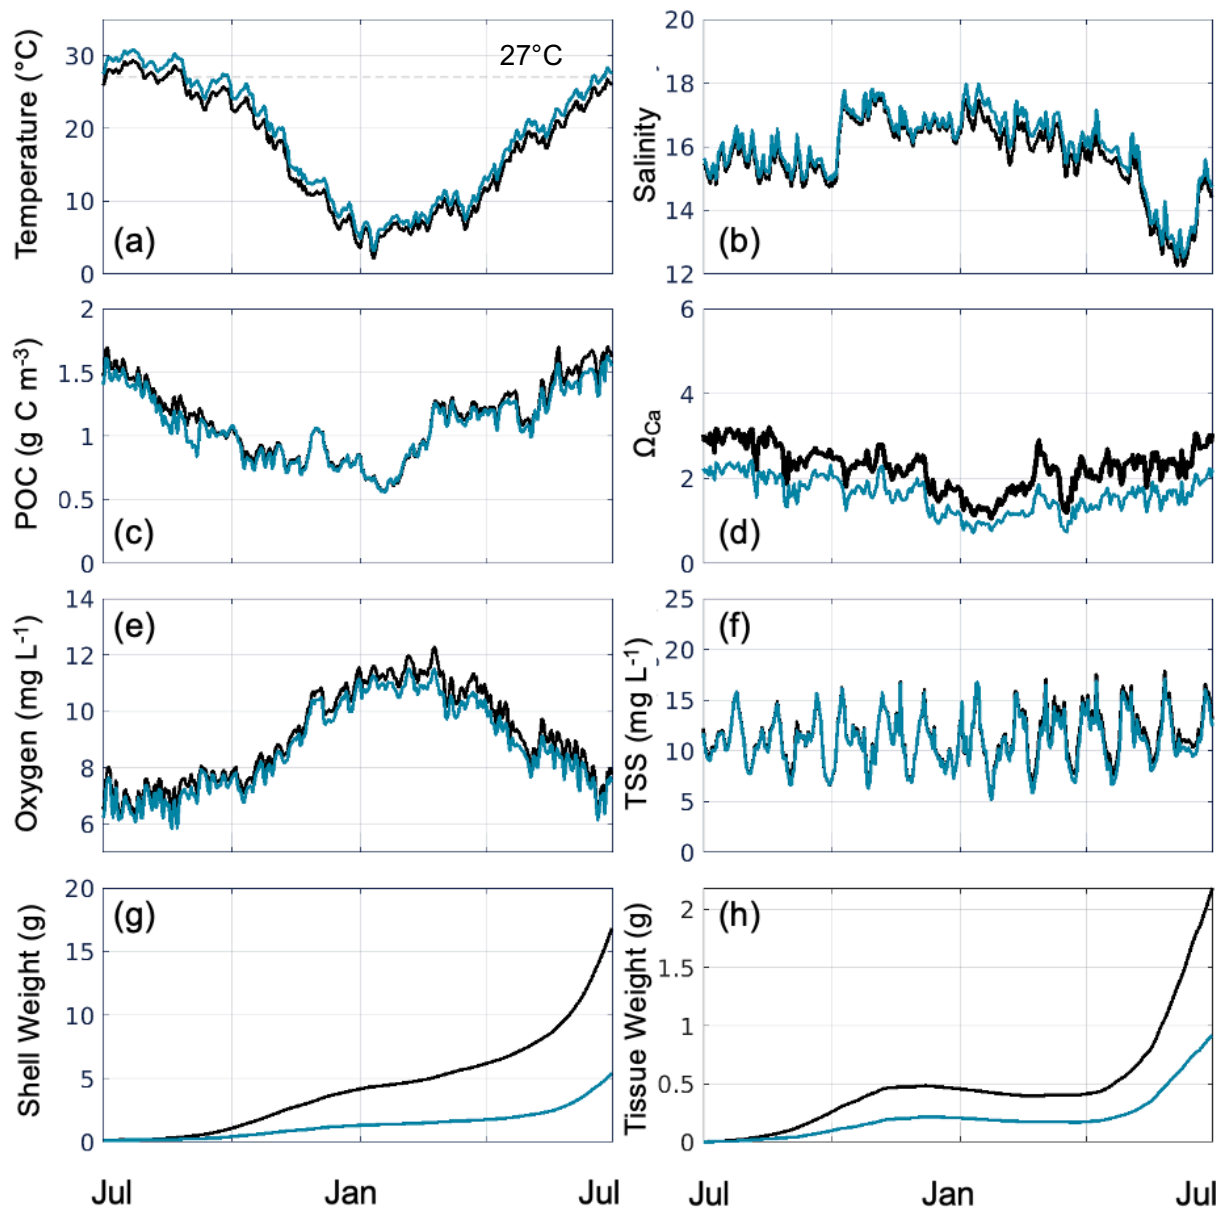 Temperature (°C)
30
20
10
0
27°C
(a)
Salinity
20
18
16
14
12
(b)
POC (g C m-3)
2
1.5
1
0.5
0
(c)
ΩCa
6
4
2
0
(d)
Oxygen (mg L-1)
14
12
10
8
6
(e)
TSS (mg L-1)
25
20
15
10
5
0
(f)
Shell Weight (g)
20
15
10
5
0
(g)
Tissue Weight (g)
2
1.5
1
0.5
0
(h)
Jul Jan Jul
Jul Jan Jul